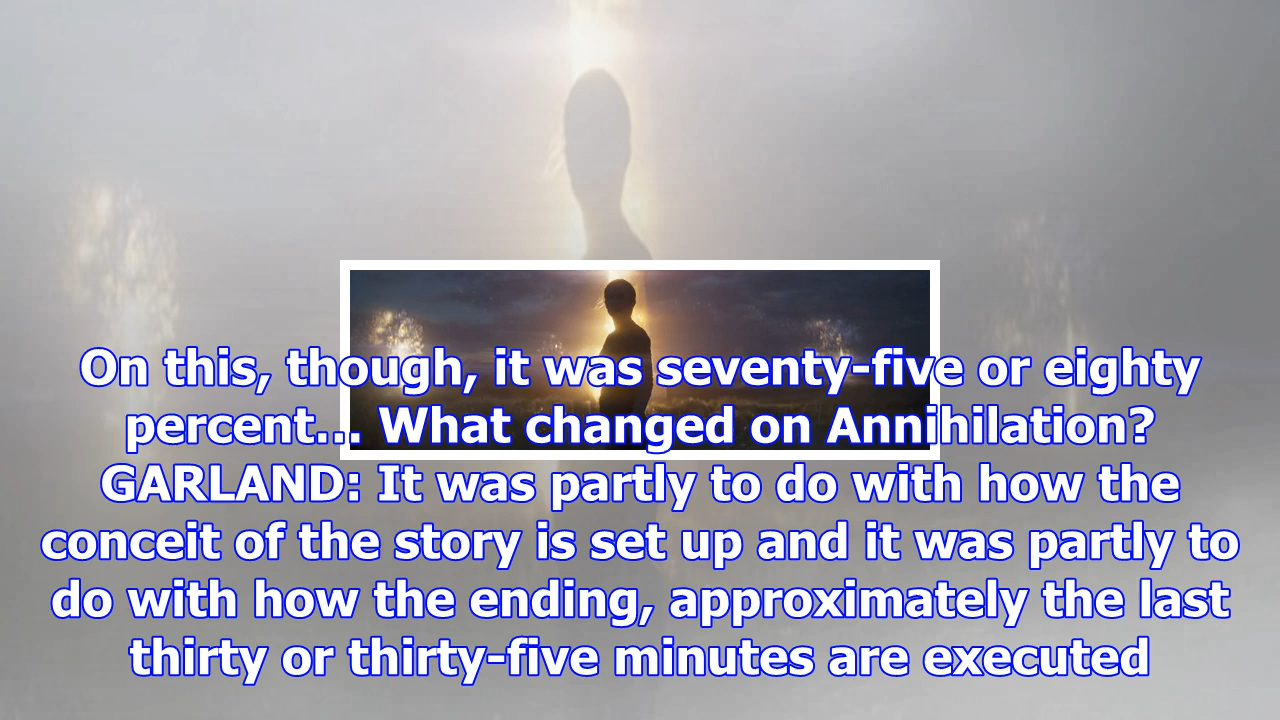 On this, though, it was seventy-five or eighty
percent... What changed on Annihilation?
GARLAND: It was partly to do with how the
conceit of the story is set up and it was partly to
do with how the ending, approximately the last
thirty or thirty-five minutes are executed